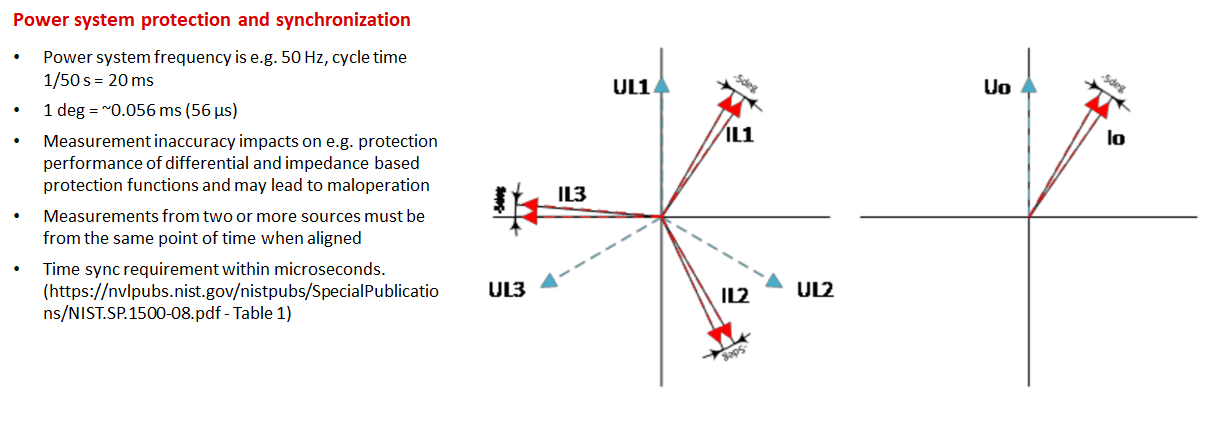 Power system protection and synchronization
• Power system frequency is e.g. 50 Hz, cycle time
1/50 s = 20 ms
• 1 deg = ~0.056 ms (56 µs)
• Measurement inaccuracy impacts on e.g. protection
performance of differential and impedance based
protection functions and may lead to maloperation
• Measurements from two or more sources must be
from the same point of time when aligned
• Time sync requirement within microseconds.
(https://nvlpubs.nist.gov/nistpubs/SpecialPublicatio
ns/NIST.SP.1500-08.pdf - Table 1)
UL1
-5deg
IL1
IL3
-5deg
UL3
IL2
UL2
-5deg
Uo
-5deg
Io